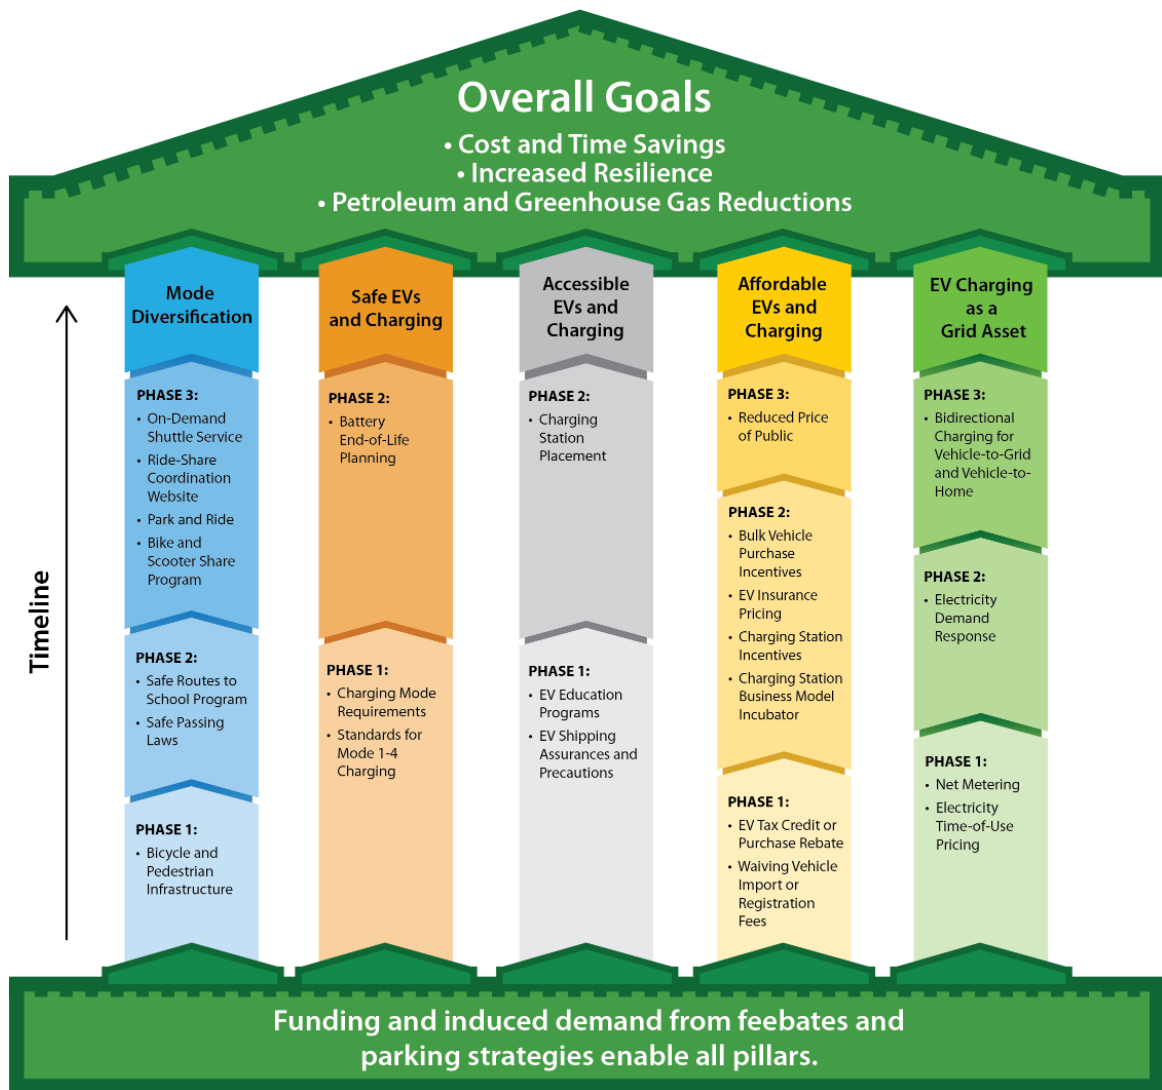 Overall Goals
• Cost and Time Savings
• Increased Resilience
• Petroleum and Greenhouse Gas Reductions
Timeline
Mode
Diversification
PHASE 3:
• On-Demand
Shuttle Service
• Ride-Share
Coordination
Website
• Park and Ride
• Bike and
Scooter Share
Program
PHASE 2:
• Safe Routes to
School Program
• Safe Passing
Laws
PHASE 1:
• Bicycle and
Pedestrian
Infrastructure
Safe EVs
and Charging
PHASE 2:
• Battery
End-of-Life
Planning
PHASE 1:
• Charging Mode
Requirements
• Standards for
Mode 1-4
Charging
Accessible
EVs and
Charging
PHASE 2:
• Charging
Station
Placement
PHASE 1:
• EV Education
Programs
• EV Shipping
Assurances and
Precautions
Affordable
EVs and
Charging
PHASE 3:
• Reduced Price
of Public
PHASE 2:
• Bulk Vehicle
Purchase
Incentives
• EV Insurance
Pricing
• Charging Station
Incentives
• Charging Station
Business Model
Incubator
PHASE 1:
• EV Tax Credit or
Purchase Rebate
• Waiving Vehicle
Import or
Registration
Fees
EV Charging
as a
Grid Asset
PHASE 3:
• Bidirectional
Charging for
Vehicle-to-Grid
and Vehicle-to-
Home
PHASE 2:
• Electricity
Demand
Response
PHASE 1:
• Net Metering
• Electricity
Time-of-Use
Pricing
Funding and induced demand from feebates and
parking strategies enable all pillars.